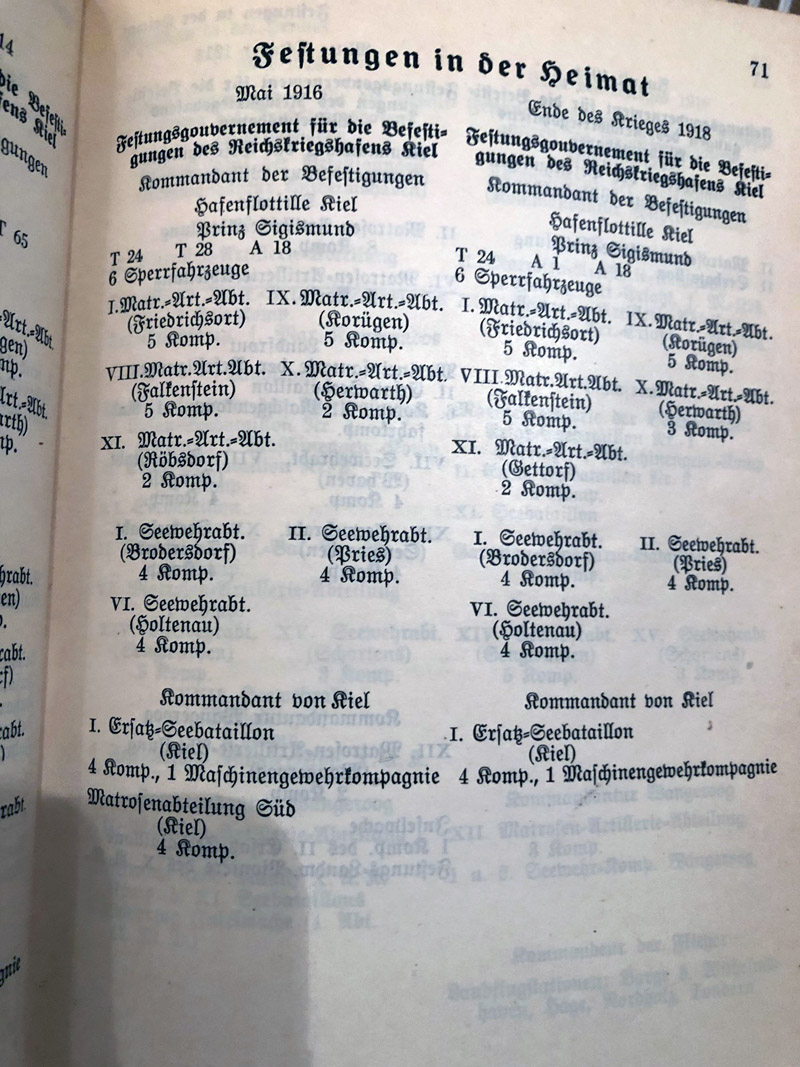 Festungen in der Heimat
71
Mai 1916
Festungsgouvernement für die Befesti-
gungen des Reichskriegshafens Kiel
Kommandant der Befestigungen
Hafenflottille Kiel
Prinz Sigismund
T 24 T 28 A 18
6 Sperrfahrzeuge
I. Matr.-Art.-Abt. IX. Matr.-Art.-Abt.
(Friedrichsort) (Korügen)
5 Komp. 5 Komp.
VIII. Matr.Art.Abt. X. Matr.-Art.-Abt.
(Falkenstein) (Herwarth)
5 Komp. 2 Komp.
XI. Matr.-Art.-Abt.
(Röbsdorf)
2 Komp.
I. Seewehrabt. II. Seewehrabt.
(Brodersdorf) (Pries)
4 Komp. 4 Komp.
VI. Seewehrabt.
(Holtenau)
4 Komp.
Kommandant von Kiel
I. Ersatz-Seebataillon
(Kiel)
4 Komp., 1 Maschinengewehrkompagnie
Matrosenabteilung Süd
(Kiel)
4 Komp.
Ende des Krieges 1918
Festungsgouvernement für die Befesti-
gungen des Reichskriegshafens Kiel
Kommandant der Befestigungen
Hafenflottille Kiel
Prinz Sigismund
T 24 A 1 A 18
6 Sperrfahrzeuge
I. Matr.-Art.-Abt. IX. Matr.-Art.-Abt.
(Friedrichsort) (Korügen)
5 Komp. 5 Komp.
VIII. Matr.Art.Abt. X. Matr.-Art.-Abt.
(Falkenstein) (Herwarth)
5 Komp. 3 Komp.
XI. Matr.-Art.-Abt.
(Gettorf)
2 Komp.
I. Seewehrabt. II. Seewehrabt.
(Brodersdorf) (Pries)
4 Komp. 4 Komp.
VI. Seewehrabt.
(Holtenau)
4 Komp.
Kommandant von Kiel
I. Ersatz-Seebataillon
(Kiel)
4 Komp., 1 Maschinengewehrkompagnie